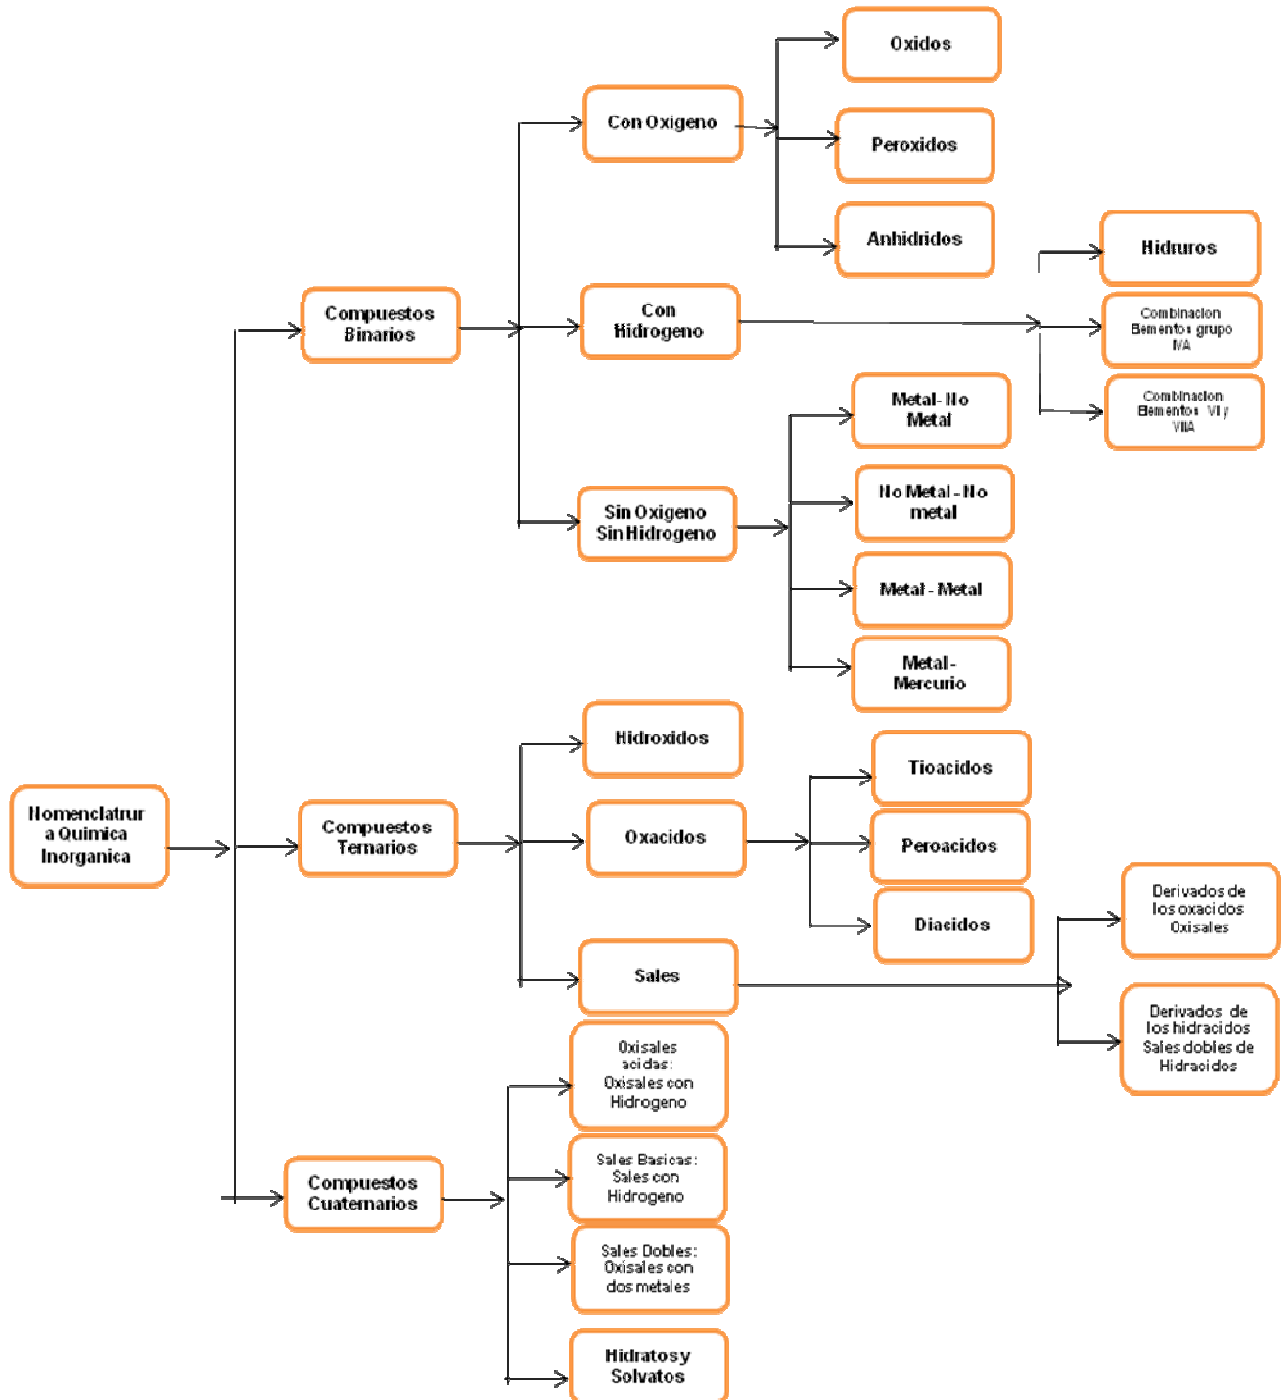 Oxidos
Con Oxigeno
Peroxidos
Anhidridos
Hidruros
Compuestos
Binarios
Con
Hidrogeno
Combinacion
Elementos grupo
IVA
Combinacion
Elementos VI y
VIIA
Metal- No
Metal
No Metal - No
metal
Sin Oxigeno
Sin Hidrogeno
Metal - Metal
Metal -
Mercurio
Hidroxidos
Tioacidos
Nomenclatrur
a Quimica
Inorganica
Compuestos
Ternarios
Oxacidos
Peroacidos
Diacidos
Derivados de
los oxacidos
Oxisales
Sales
Derivados de
los hidracidos
Sales dobles de
Hidracidos
Oxisales
acidas:
Oxisales con
Hidrogeno
Compuestos
Cuaternarios
Sales Basicas:
Sales con
Hidrogeno
Sales Dobles:
Oxisales con
dos metales
Hidratos y
Solvatos